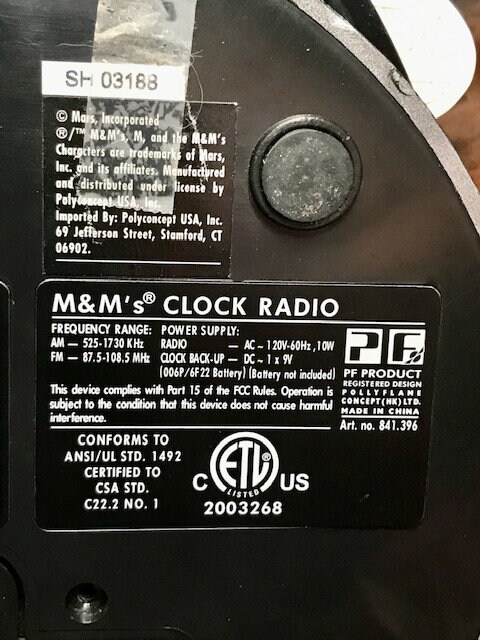 SH 03188
© Mars, Incorporated
®/™ M&M's, M, and the M&M's
Characters are trademarks of Mars,
Inc. and its affiliates. Manufactured
and distributed under license by
Polyconcept USA, Inc.
Imported By: Polyconcept USA, Inc.
69 Jefferson Street, Stamford, CT
06902.
M&M's® CLOCK RADIO
FREQUENCY RANGE: POWER SUPPLY:
AM — 525-1730 KHz RADIO — AC ~ 120V-60Hz, 10W
FM — 87.5-108.5 MHz CLOCK BACK-UP — DC ~ 1 x 9V
(006P/6F22 Battery) (Battery not included)
This device complies with Part 15 of the FCC Rules. Operation is
subject to the condition that this device does not cause harmful
interference.
PF
PF PRODUCT
REGISTERED DESIGN
POLLYFLAME
CONCEPT(HK)LTD.
MADE IN CHINA
Art. no. 841.396
CONFORMS TO
ANSI/UL STD. 1492
CERTIFIED TO
CSA STD.
C22.2 NO. 1
C ETL® US
LISTED
2003268